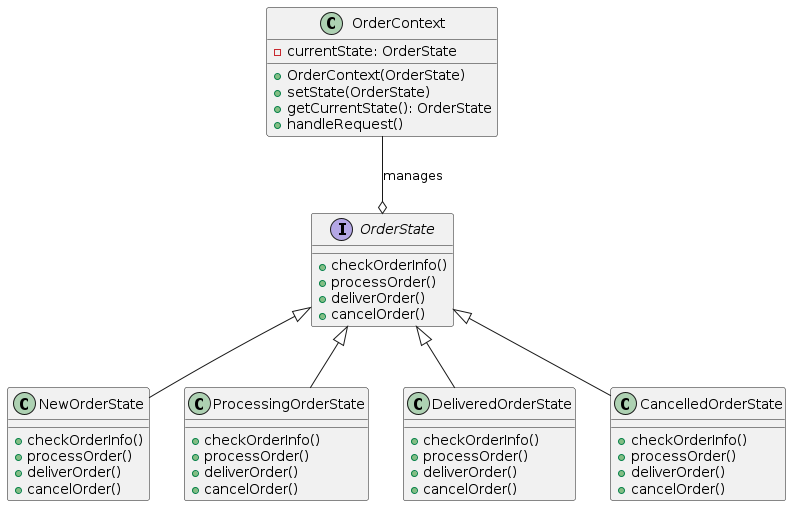 C OrderContext
currentState: OrderState
OrderContext(OrderState)
setState(OrderState)
getCurrentState(): OrderState
handleRequest()
manages
I OrderState
checkOrderInfo()
processOrder()
deliverOrder()
cancelOrder()
C NewOrderState
checkOrderInfo()
processOrder()
deliverOrder()
cancelOrder()
C ProcessingOrderState
checkOrderInfo()
processOrder()
deliverOrder()
cancelOrder()
C DeliveredOrderState
checkOrderInfo()
processOrder()
deliverOrder()
cancelOrder()
C CancelledOrderState
checkOrderInfo()
processOrder()
deliverOrder()
cancelOrder()